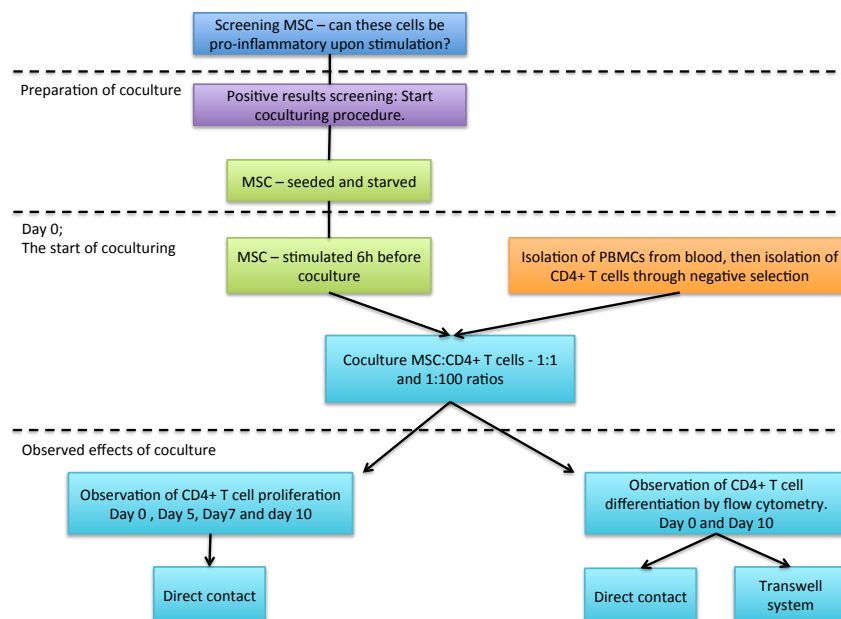 Screening MSC – can these cells be
pro-inflammatory upon stimulation?
Preparation of coculture
Positive results screening: Start
coculturing procedure.
MSC – seeded and starved
Day 0;
The start of coculturing
MSC – stimulated 6h before
coculture
Isolation of PBMCs from blood, then isolation of
CD4+ T cells through negative selection
Coculture MSC:CD4+ T cells - 1:1
and 1:100 ratios
Observed effects of coculture
Observation of CD4+ T cell proliferation
Day 0 , Day 5, Day7 and day 10
Observation of CD4+ T cell
differentiation by flow cytometry.
Day 0 and Day 10
Direct contact
Direct contact
Transwell
system